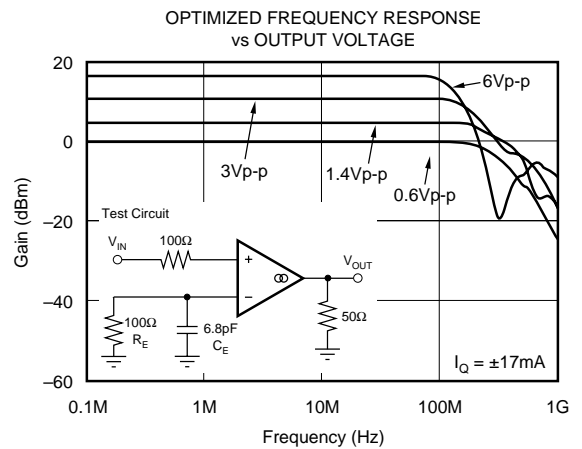 OPTIMIZED FREQUENCY RESPONSE
vs OUTPUT VOLTAGE
20
0
–20
–40
–60
Gain (dBm)
6Vp-p
3Vp-p
1.4Vp-p
0.6Vp-p
Test Circuit
VIN
100Ω
+
–
VOUT
100Ω
RE
6.8pF
CE
50Ω
IQ = ±17mA
0.1M 1M 10M 100M 1G
Frequency (Hz)